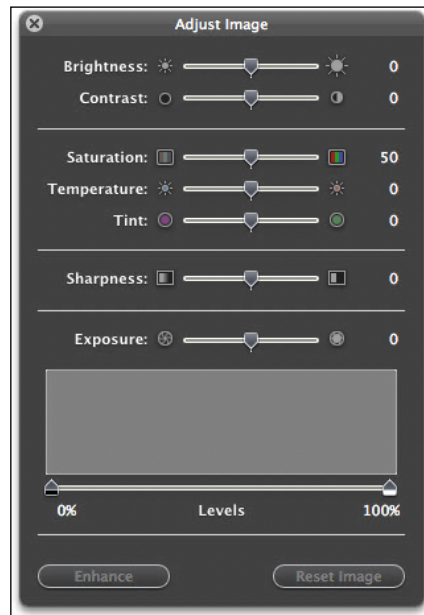 Adjust Image
Brightness: 0
Contrast: 0
Saturation: 50
Temperature: 0
Tint: 0
Sharpness: 0
Exposure: 0
0% Levels 100%
Enhance Reset Image